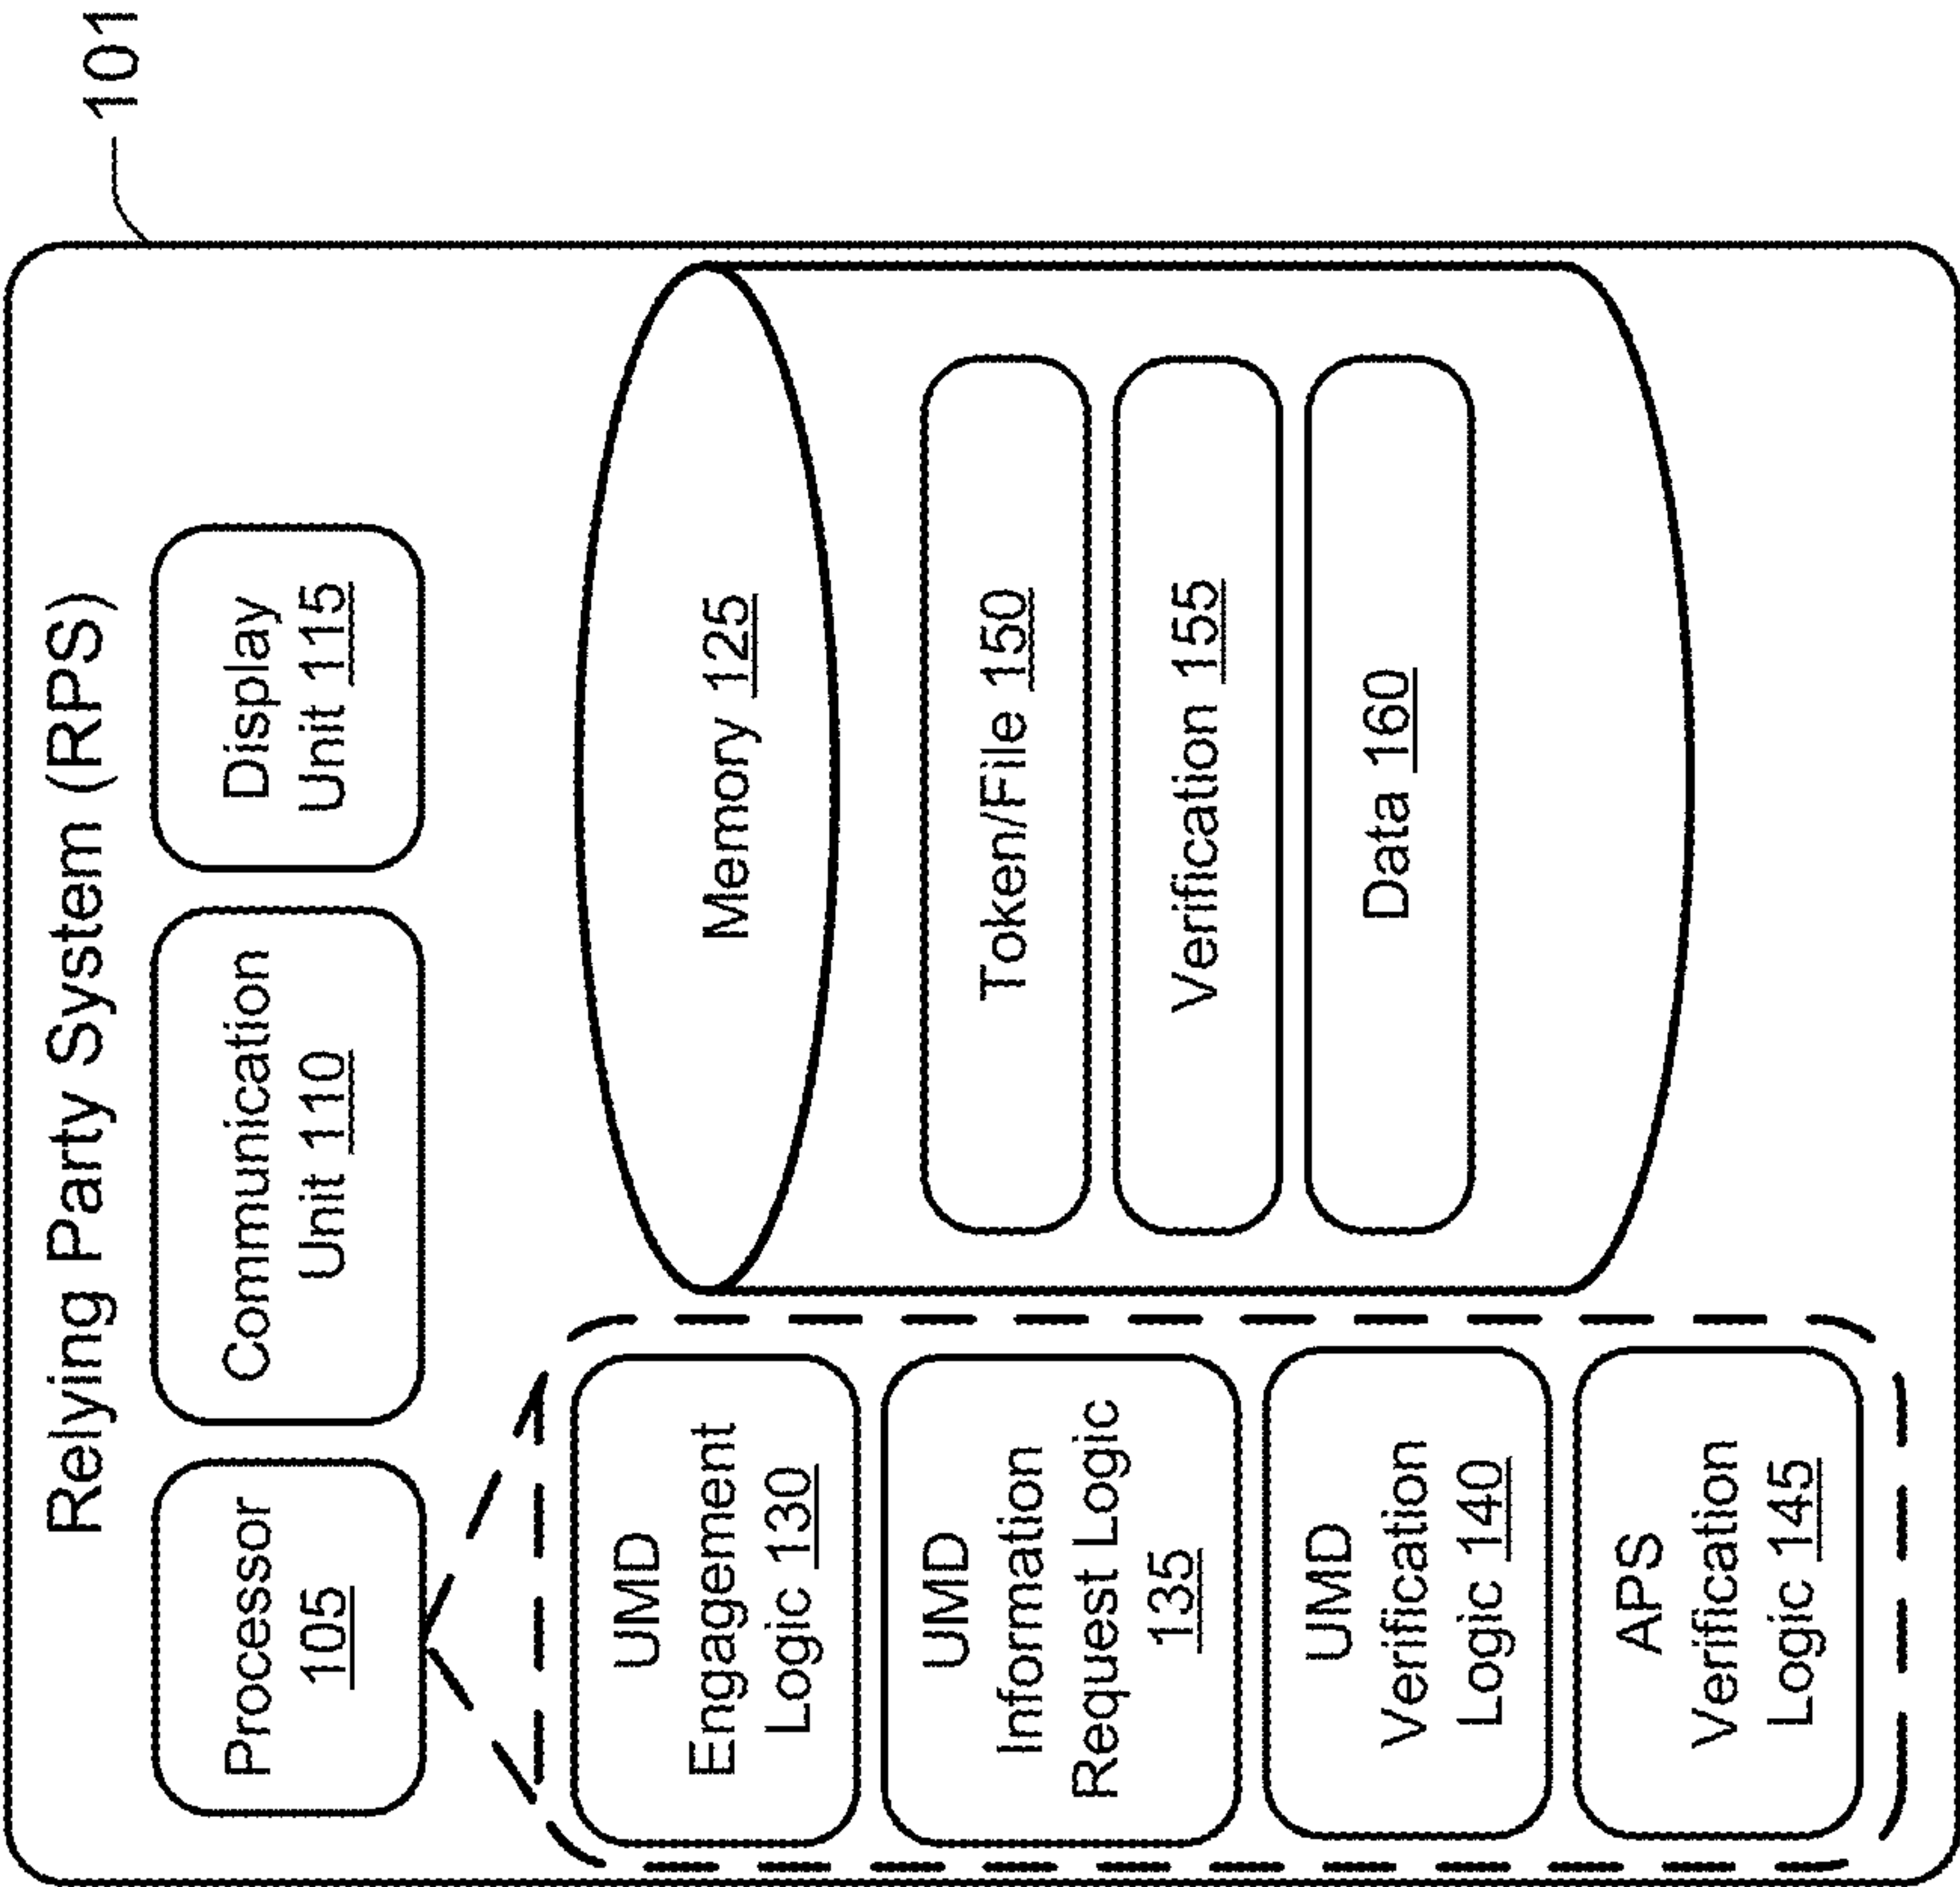 101
Relying Party System (RPS)
Processor
105
Communication
Unit 110
Display
Unit 115
UMD
Engagement
Logic 130
UMD
Information
Request Logic
135
UMD
Verification
Logic 140
APS
Verification
Logic 145
Memory 125
Token/File 150
Verification 155
Data 160